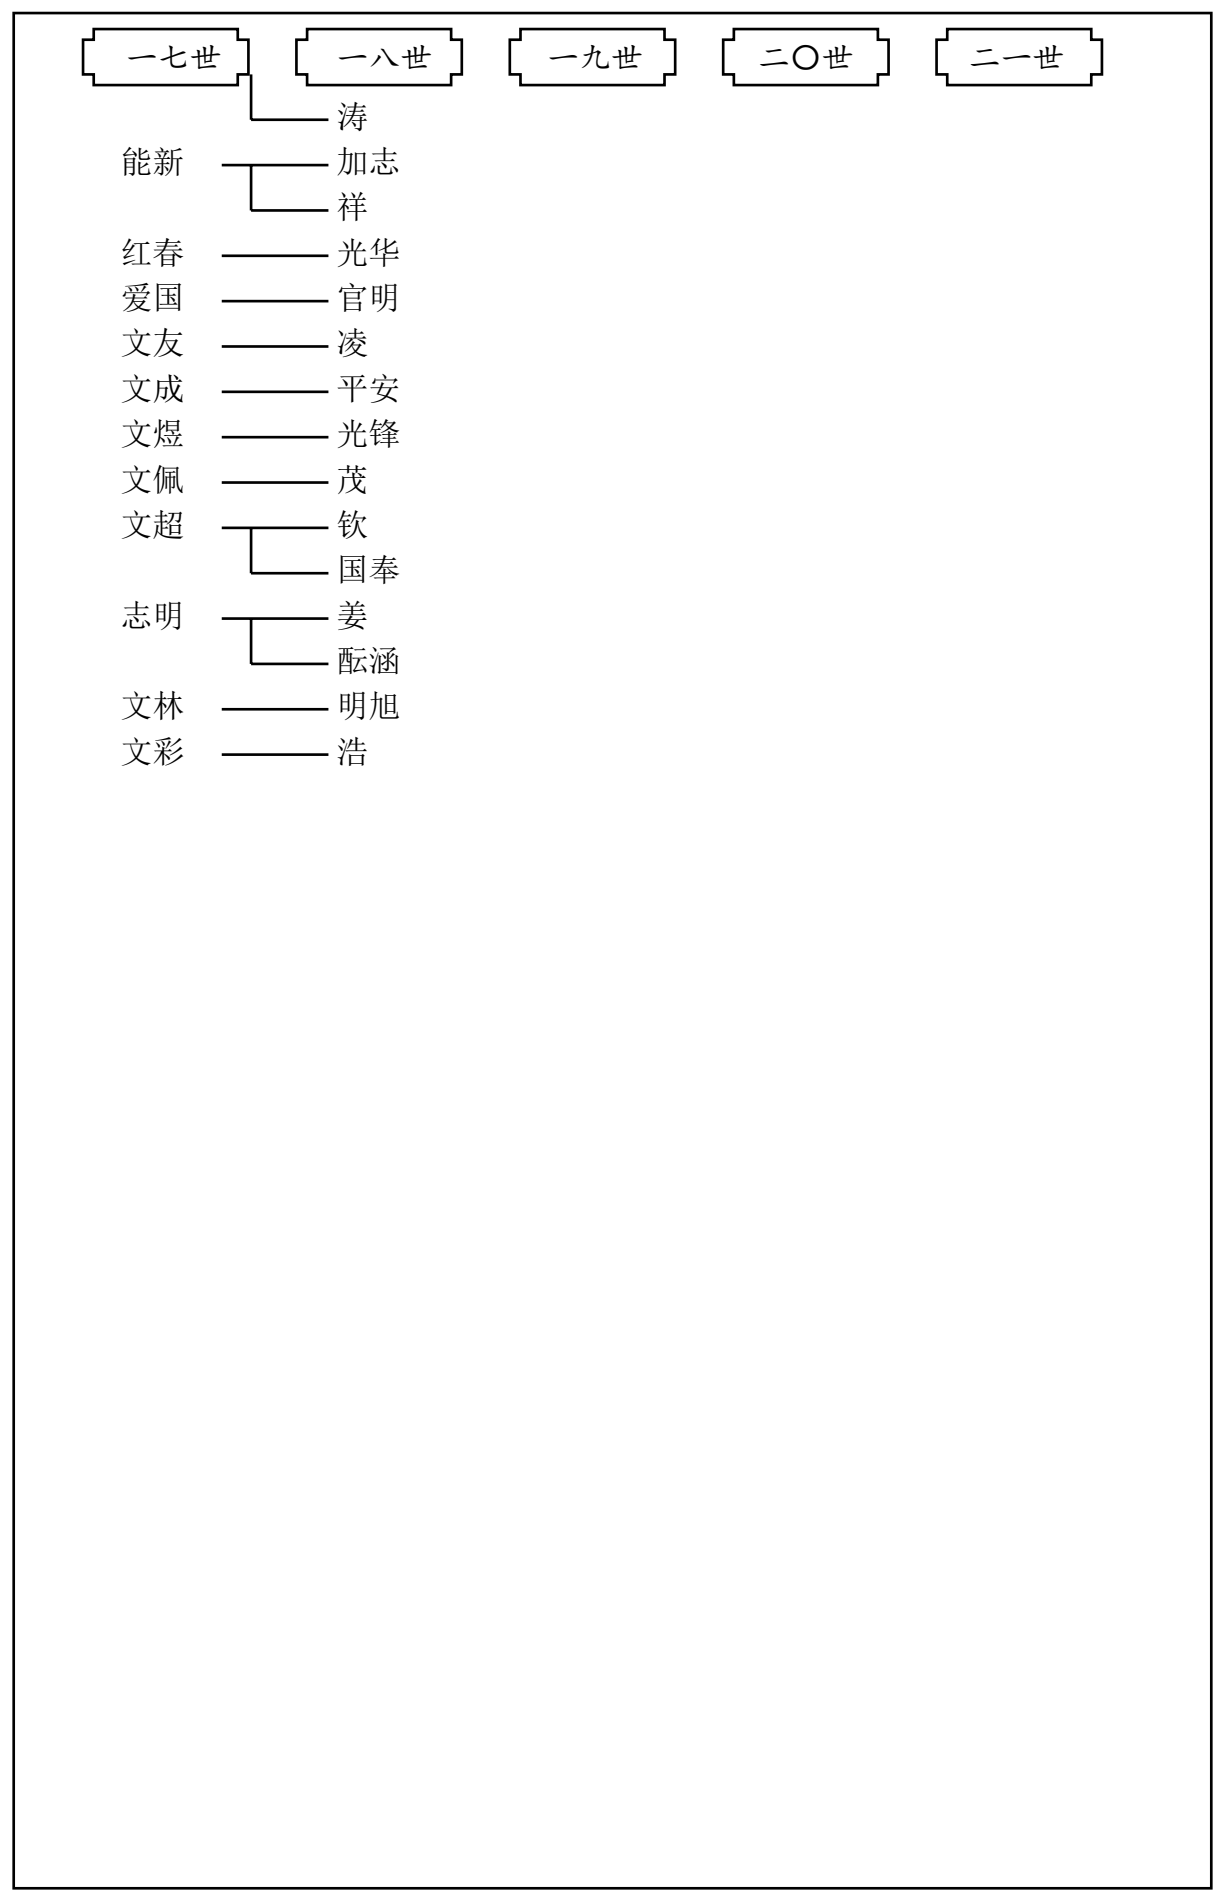 一七世 一八世 一九世 二〇世 二一世
涛
能新 加志
祥
红春 光华
爱国 官明
文友 凌
文成 平安
文煜 光锋
文佩 茂
文超 钦
国奉
志明 姜
酝涵
文林 明旭
文彩 浩